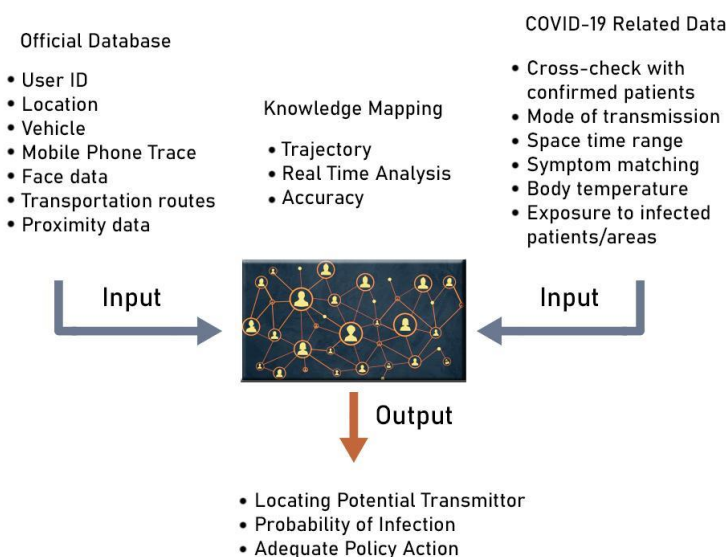 Official Database
• User ID
• Location
• Vehicle
• Mobile Phone Trace
• Face data
• Transportation routes
• Proximity data
Knowledge Mapping
• Trajectory
• Real Time Analysis
• Accuracy
COVID-19 Related Data
• Cross-check with
confirmed patients
• Mode of transmission
• Space time range
• Symptom matching
• Body temperature
• Exposure to infected
patients/areas
Input
Input
Output
• Locating Potential Transmittor
• Probability of Infection
• Adequate Policy Action